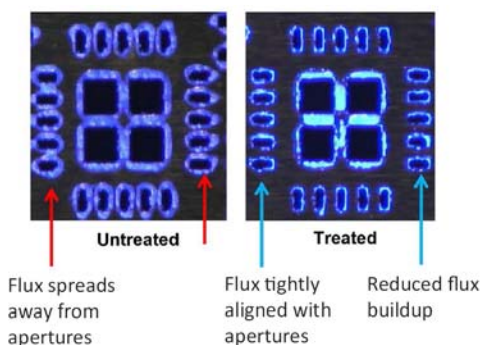 Untreated
Treated
Flux spreads
away from
apertures
Flux tightly
aligned with
apertures
Reduced flux
buildup